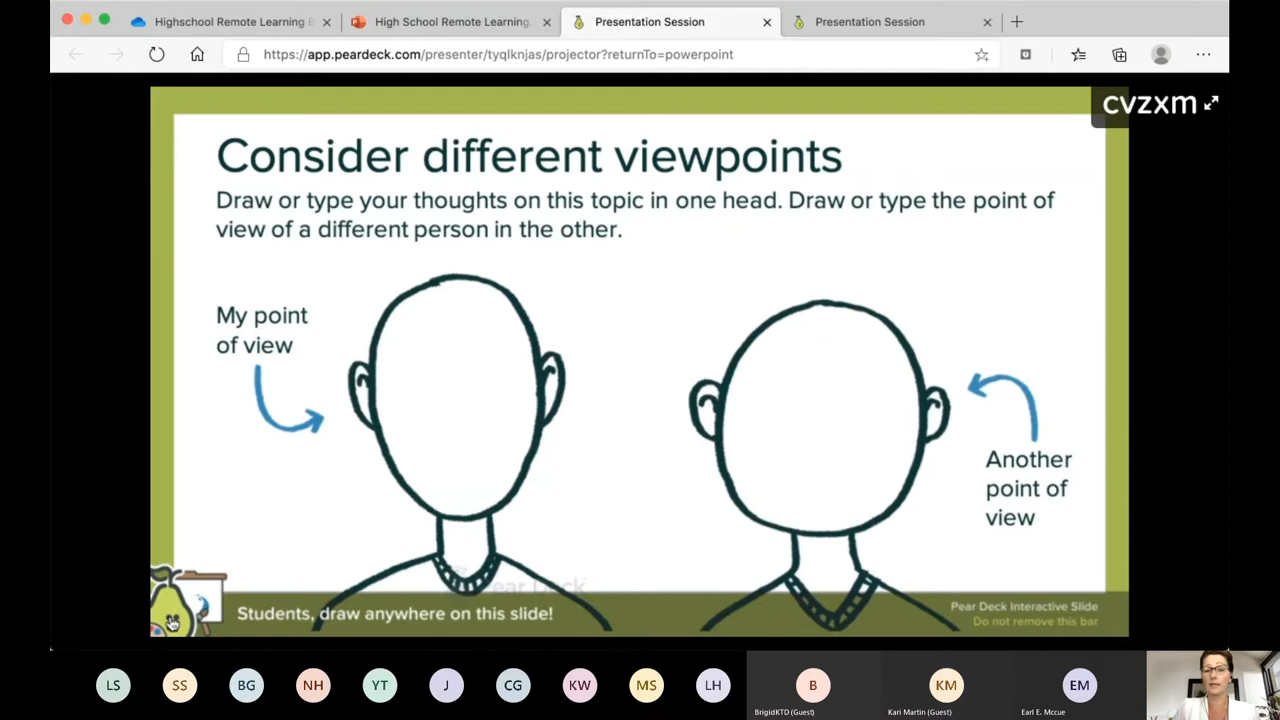 Highschool Remote Learning
High School Remote Learning.
Presentation Session
Presentation Session
https://app.peardeck.com/presenter/tyqlknjas/projector?returnTo=powerpoint
cvzxm
Consider different viewpoints
Draw or type your thoughts on this topic in one head. Draw or type the point of
view of a different person in the other.
My point
of view
Another
point of
view
Pear Deck
Students, draw anywhere on this slide!
Pear Deck Interactive Slide
Do not remove this bar
LS
SS
BG
NH
YT
J
CG
KW
MS
LH
B
KM
EM
BrigidKTD (Guest)
Kari Martin (Guest)
Earl E. Mccue